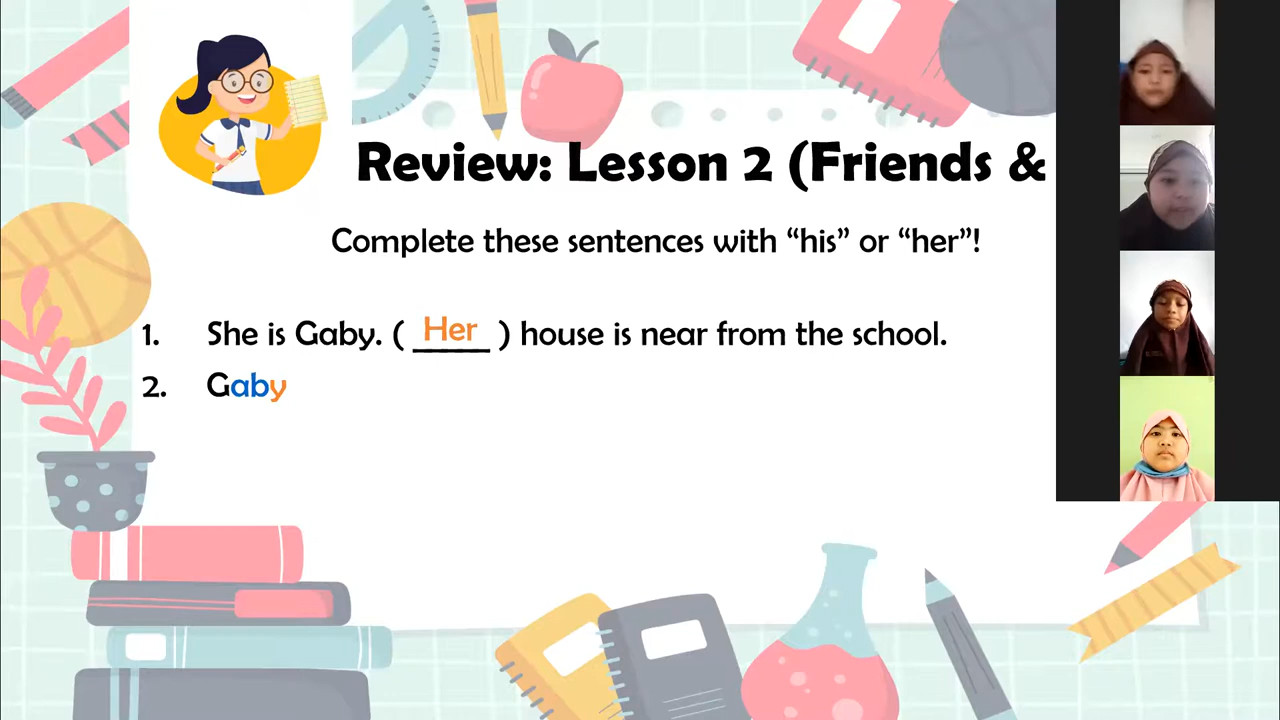 Review: Lesson 2 (Friends &
Complete these sentences with “his” or “her”!
1. She is Gaby. ( Her ) house is near from the school.
2. Gaby